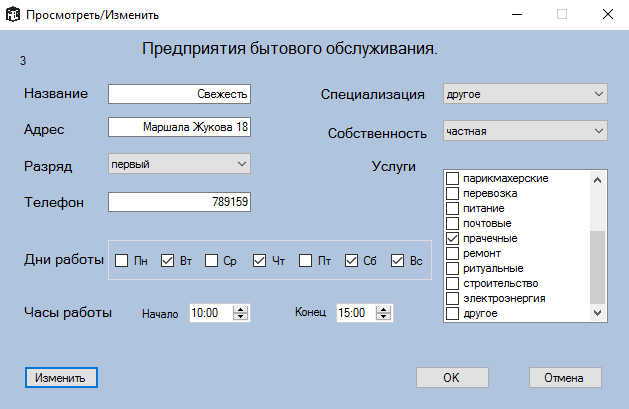 Просмотреть/Изменить
Предприятия бытового обслуживания.
3
Название
Свежесть
Специализация
другое
Адрес
Маршала Жукова 18
Собственность
частная
Разряд
первый
Услуги
Телефон
789159
парикмахерские
перевозка
питание
почтовые
прачечные
ремонт
ритуальные
строительство
электроэнергия
другое
Дни работы
Пн Вт Ср Чт Пт Сб Вс
Часы работы
Начало 10:00 Конец 15:00
Изменить
OK
Отмена